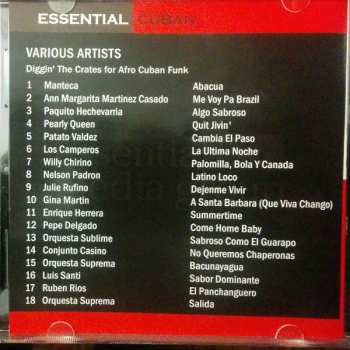 ESSENTIAL CUBAN
VARIOUS ARTISTS
Diggin' The Crates for Afro Cuban Funk
1 Manteca Abacua
2 Ann Margarita Martinez Casado Me Voy Pa Brazil
3 Paquito Hechevarria Algo Sabroso
4 Pearly Queen Quit Jivin'
5 Patato Valdez Cambia El Paso
6 Los Camperos La Ultima Noche
7 Willy Chirino Palomilla, Bola Y Canada
8 Nelson Padron Latino Loco
9 Julie Rufino Dejenme Vivir
10 Gina Martin A Santa Barbara (Que Viva Chango)
11 Enrique Herrera Summertime
12 Pepe Delgado Come Home Baby
13 Orquesta Sublime Sabroso Como El Guarapo
14 Conjunto Casino No Queremos Chaperonas
15 Orquesta Suprema Bacunayagua
16 Luis Santi Sabor Dominante
17 Ruben Rios El Panchanguero
18 Orquesta Suprema Salida